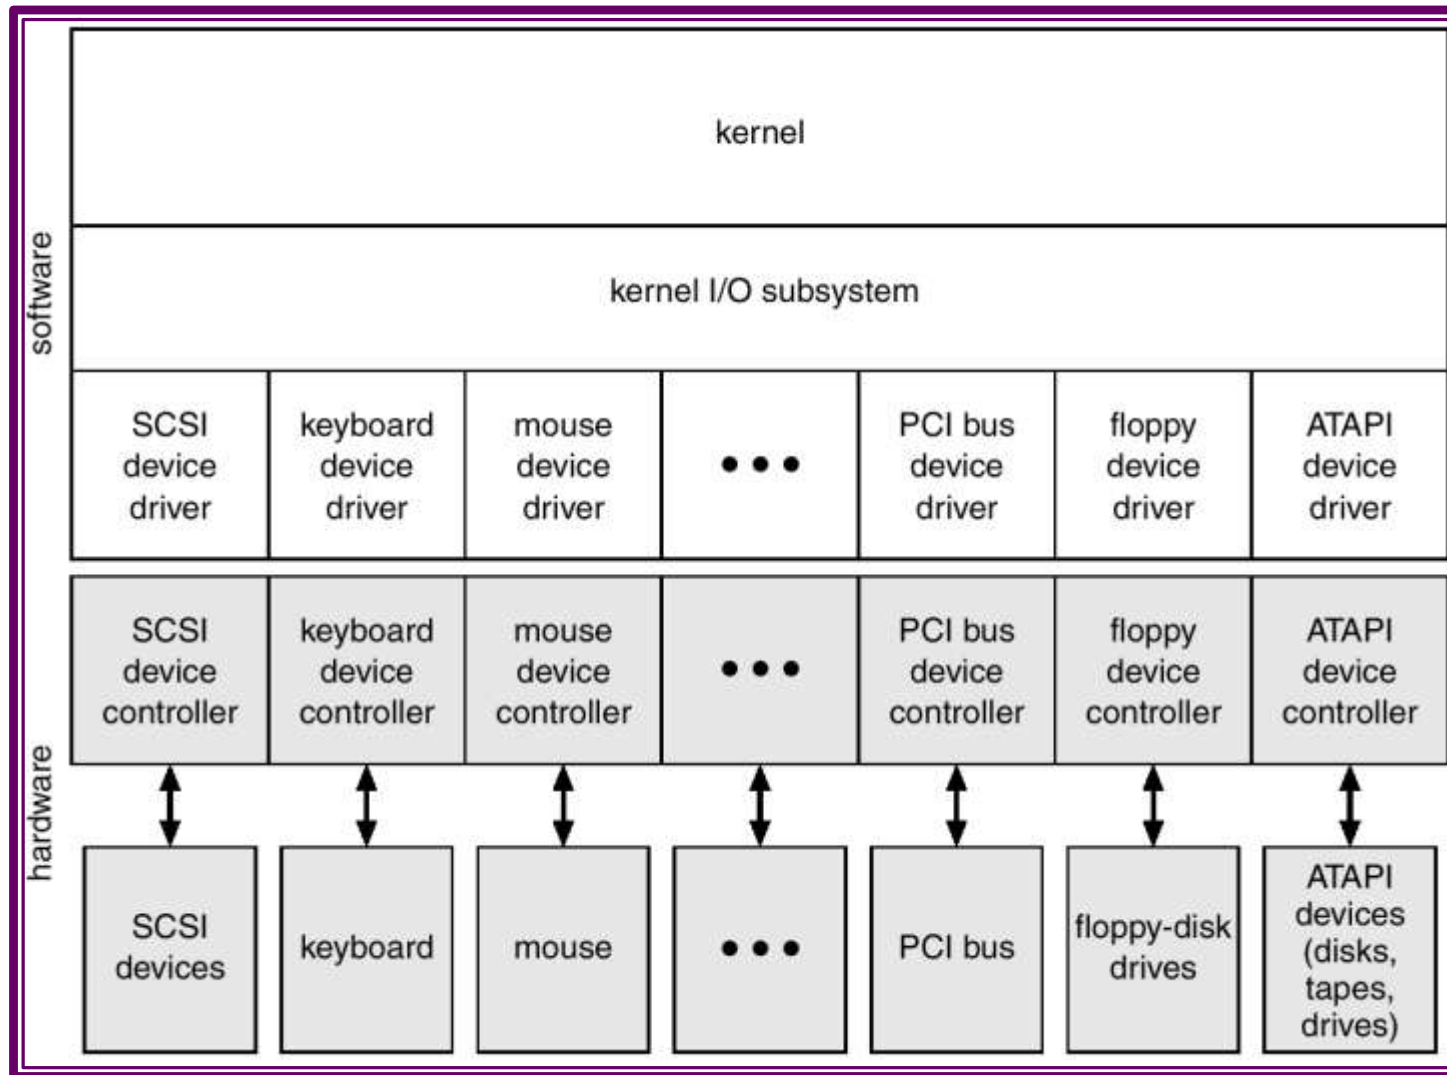 software
kernel
kernel I/O subsystem
SCSI
device
driver
keyboard
device
driver
mouse
device
driver
PCI bus
device
driver
floppy
device
driver
ATAPI
device
driver
hardware
SCSI
device
controller
keyboard
device
controller
mouse
device
controller
PCI bus
device
controller
floppy
device
controller
ATAPI
device
controller
SCSI
devices
keyboard
mouse
PCI bus
floppy-disk
drives
ATAPI
devices
(disks,
tapes,
drives)